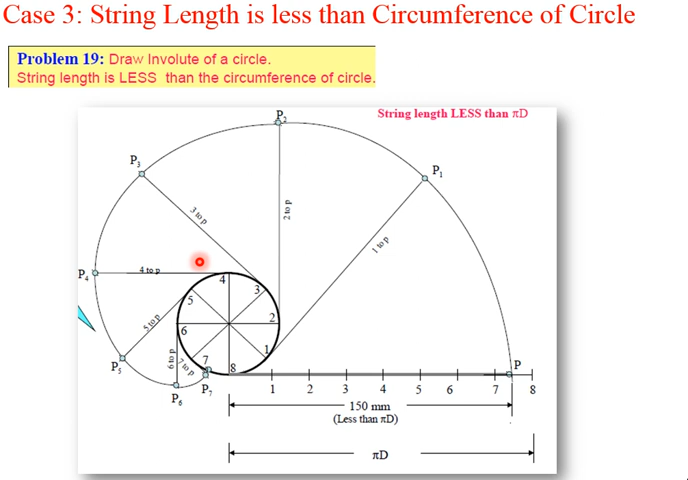 Case 3: String Length is less than Circumference of Circle
Problem 19: Draw Involute of a circle.
String length is LESS than the circumference of circle.
String length LESS than πD
P₂
P₃
P₁
2 to p
3 to p
1 to p
P₄
4 to p
4
3
5
2
6
5 to p
1
6 to p
7 to p
7
8
P₅
P
P₆
P₇
1 2 3 4 5 6 7 8
150 mm
(Less than πD)
πD